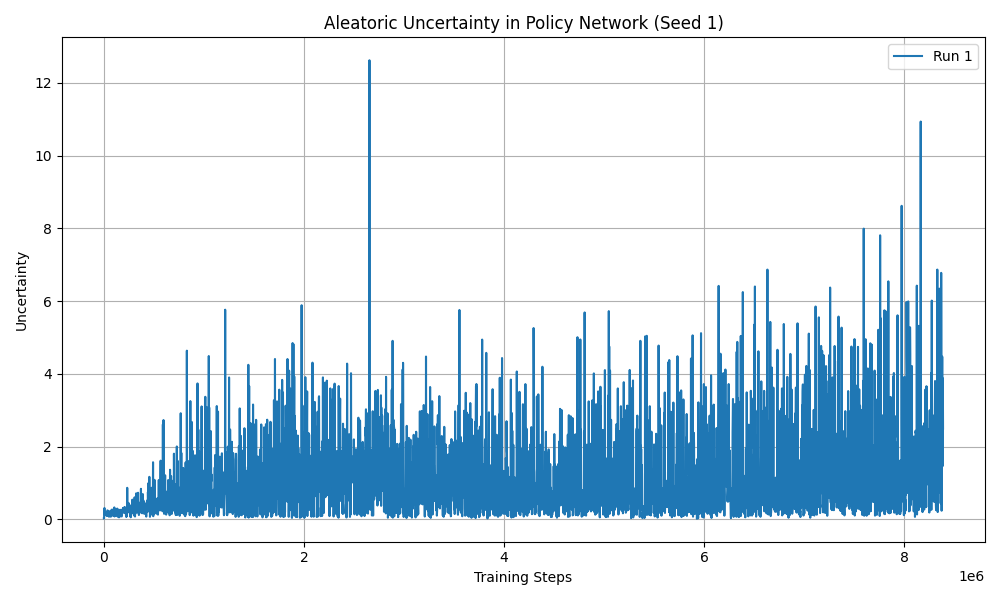 Aleatoric Uncertainty in Policy Network (Seed 1)
Run 1
Uncertainty
12
10
8
6
4
2
0
0 2 4 6 8
1e6
Training Steps